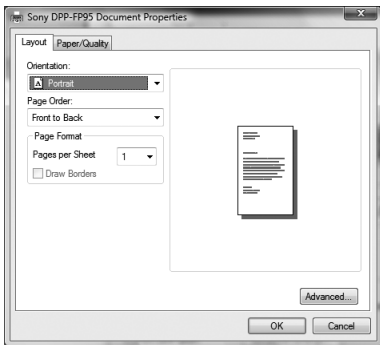 Sony DPP-FP95 Document Properties
Layout
Paper/Quality
Orientation:
A Portrait
Page Order:
Front to Back
Page Format
Pages per Sheet
1
Draw Borders
Advanced...
OK
Cancel